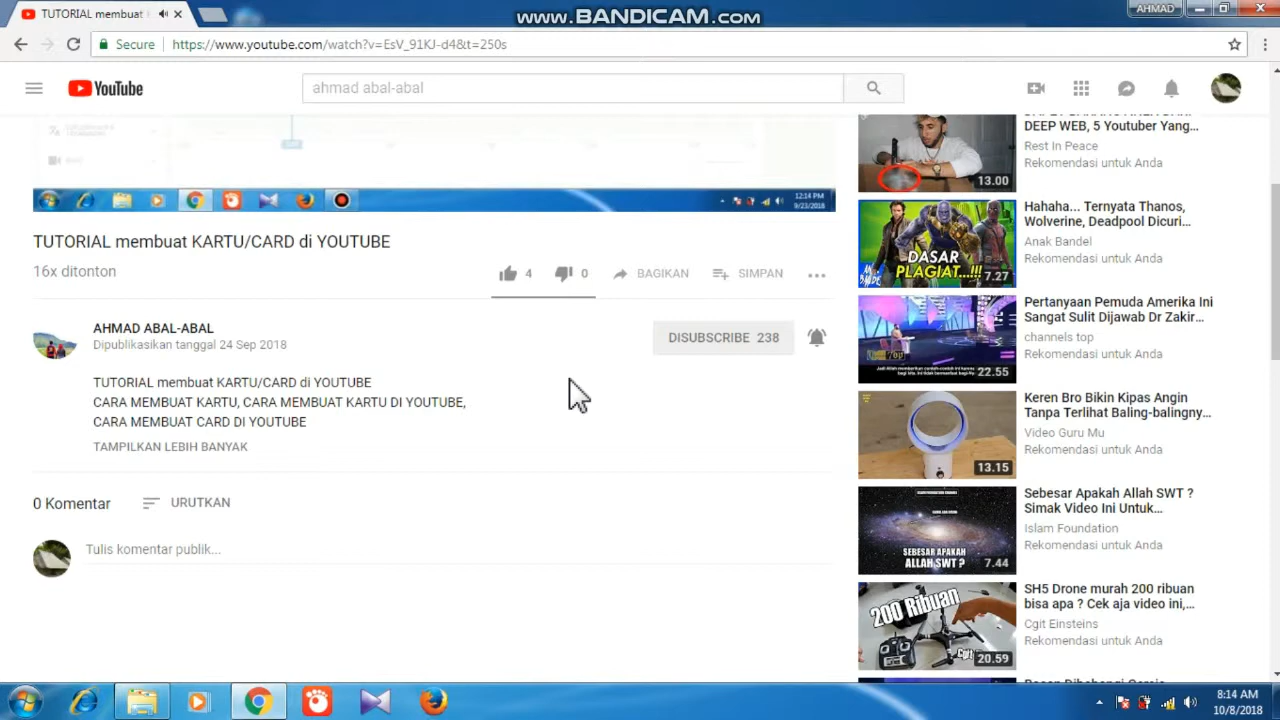 www.BANDICAM.com
TUTORIAL membuat
AHMAD
Secure
https://www.youtube.com/watch?v=EsV_91KJ-d4&t=250s
YouTube
ahmad abal-abal
12:14 PM
9/23/2018
TUTORIAL membuat KARTU/CARD di YOUTUBE
16x ditonton
4
0
BAGIKAN
SIMPAN
AHMAD ABAL-ABAL
Dipublikasikan tanggal 24 Sep 2018
DISUBSCRIBE 238
TUTORIAL membuat KARTU/CARD di YOUTUBE
CARA MEMBUAT KARTU, CARA MEMBUAT KARTU DI YOUTUBE,
CARA MEMBUAT CARD DI YOUTUBE
TAMPILKAN LEBIH BANYAK
0 Komentar
URUTKAN
Tulis komentar publik...
DEEP WEB, 5 Youtuber Yang...
Rest In Peace
Rekomendasi untuk Anda
13.00
Hahaha... Ternyata Thanos,
Wolverine, Deadpool Dicuri...
Anak Bandel
Rekomendasi untuk Anda
DASAR
PLAGIAT...!!!
7.27
Pertanyaan Pemuda Amerika Ini
Sangat Sulit Dijawab Dr Zakir...
channels top
Rekomendasi untuk Anda
22.55
Keren Bro Bikin Kipas Angin
Tanpa Terlihat Baling-balingny...
Video Guru Mu
Rekomendasi untuk Anda
13.15
Sebesar Apakah Allah SWT ?
Simak Video Ini Untuk...
Islam Foundation
Rekomendasi untuk Anda
SEBESAR APAKAH
ALLAH SWT ?
7.44
SH5 Drone murah 200 ribuan
bisa apa ? Cek aja video ini,...
Cgit Einsteins
Rekomendasi untuk Anda
200 Ribuan
Cgit
20.59
8:14 AM
10/8/2018